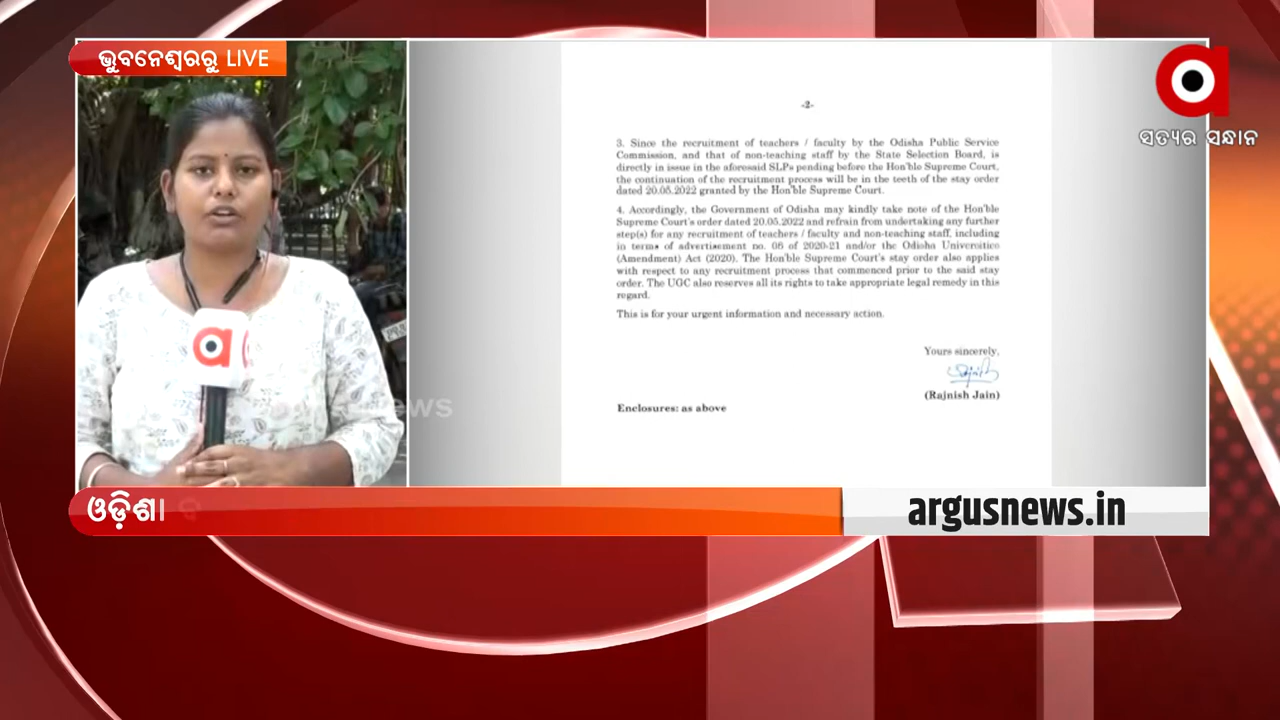 ଭୁବନେଶ୍ୱରରୁ LIVE
ସତ୍ୟର ସନ୍ଧାନ
-2-
3. Since the recruitment of teachers / faculty by the Odisha Public Service
Commission, and that of non-teaching staff by the State Selection Board, is
directly in issue in the aforesaid SLPs pending before the Hon'ble Supreme Court,
the continuation of the recruitment process will be in the teeth of the stay order
dated 20.05.2022 granted by the Hon'ble Supreme Court.
4. Accordingly, the Government of Odisha may kindly take note of the Hon'ble
Supreme Court's order dated 20.05.2022 and refrain from undertaking any further
step(s) for any recruitment of teachers / faculty and non-teaching staff, including
in terms of advertisement no. 06 of 2020-21 and/or the Odisha Universities
(Amendment) Act (2020). The Hon'ble Supreme Court's stay order also applies
with respect to any recruitment process that commenced prior to the said stay
order. The UGC also reserves all its rights to take appropriate legal remedy in this
regard.
This is for your urgent information and necessary action.
Yours sincerely,
(Rajnish Jain)
Enclosures: as above
ଓଡ଼ିଶା
argusnews.in